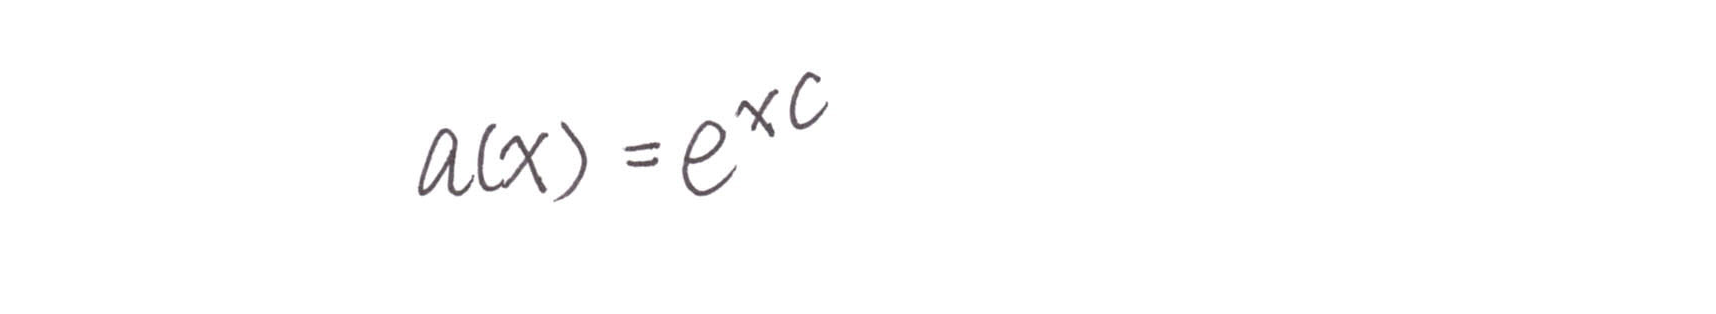 a(x) = e^{xc}